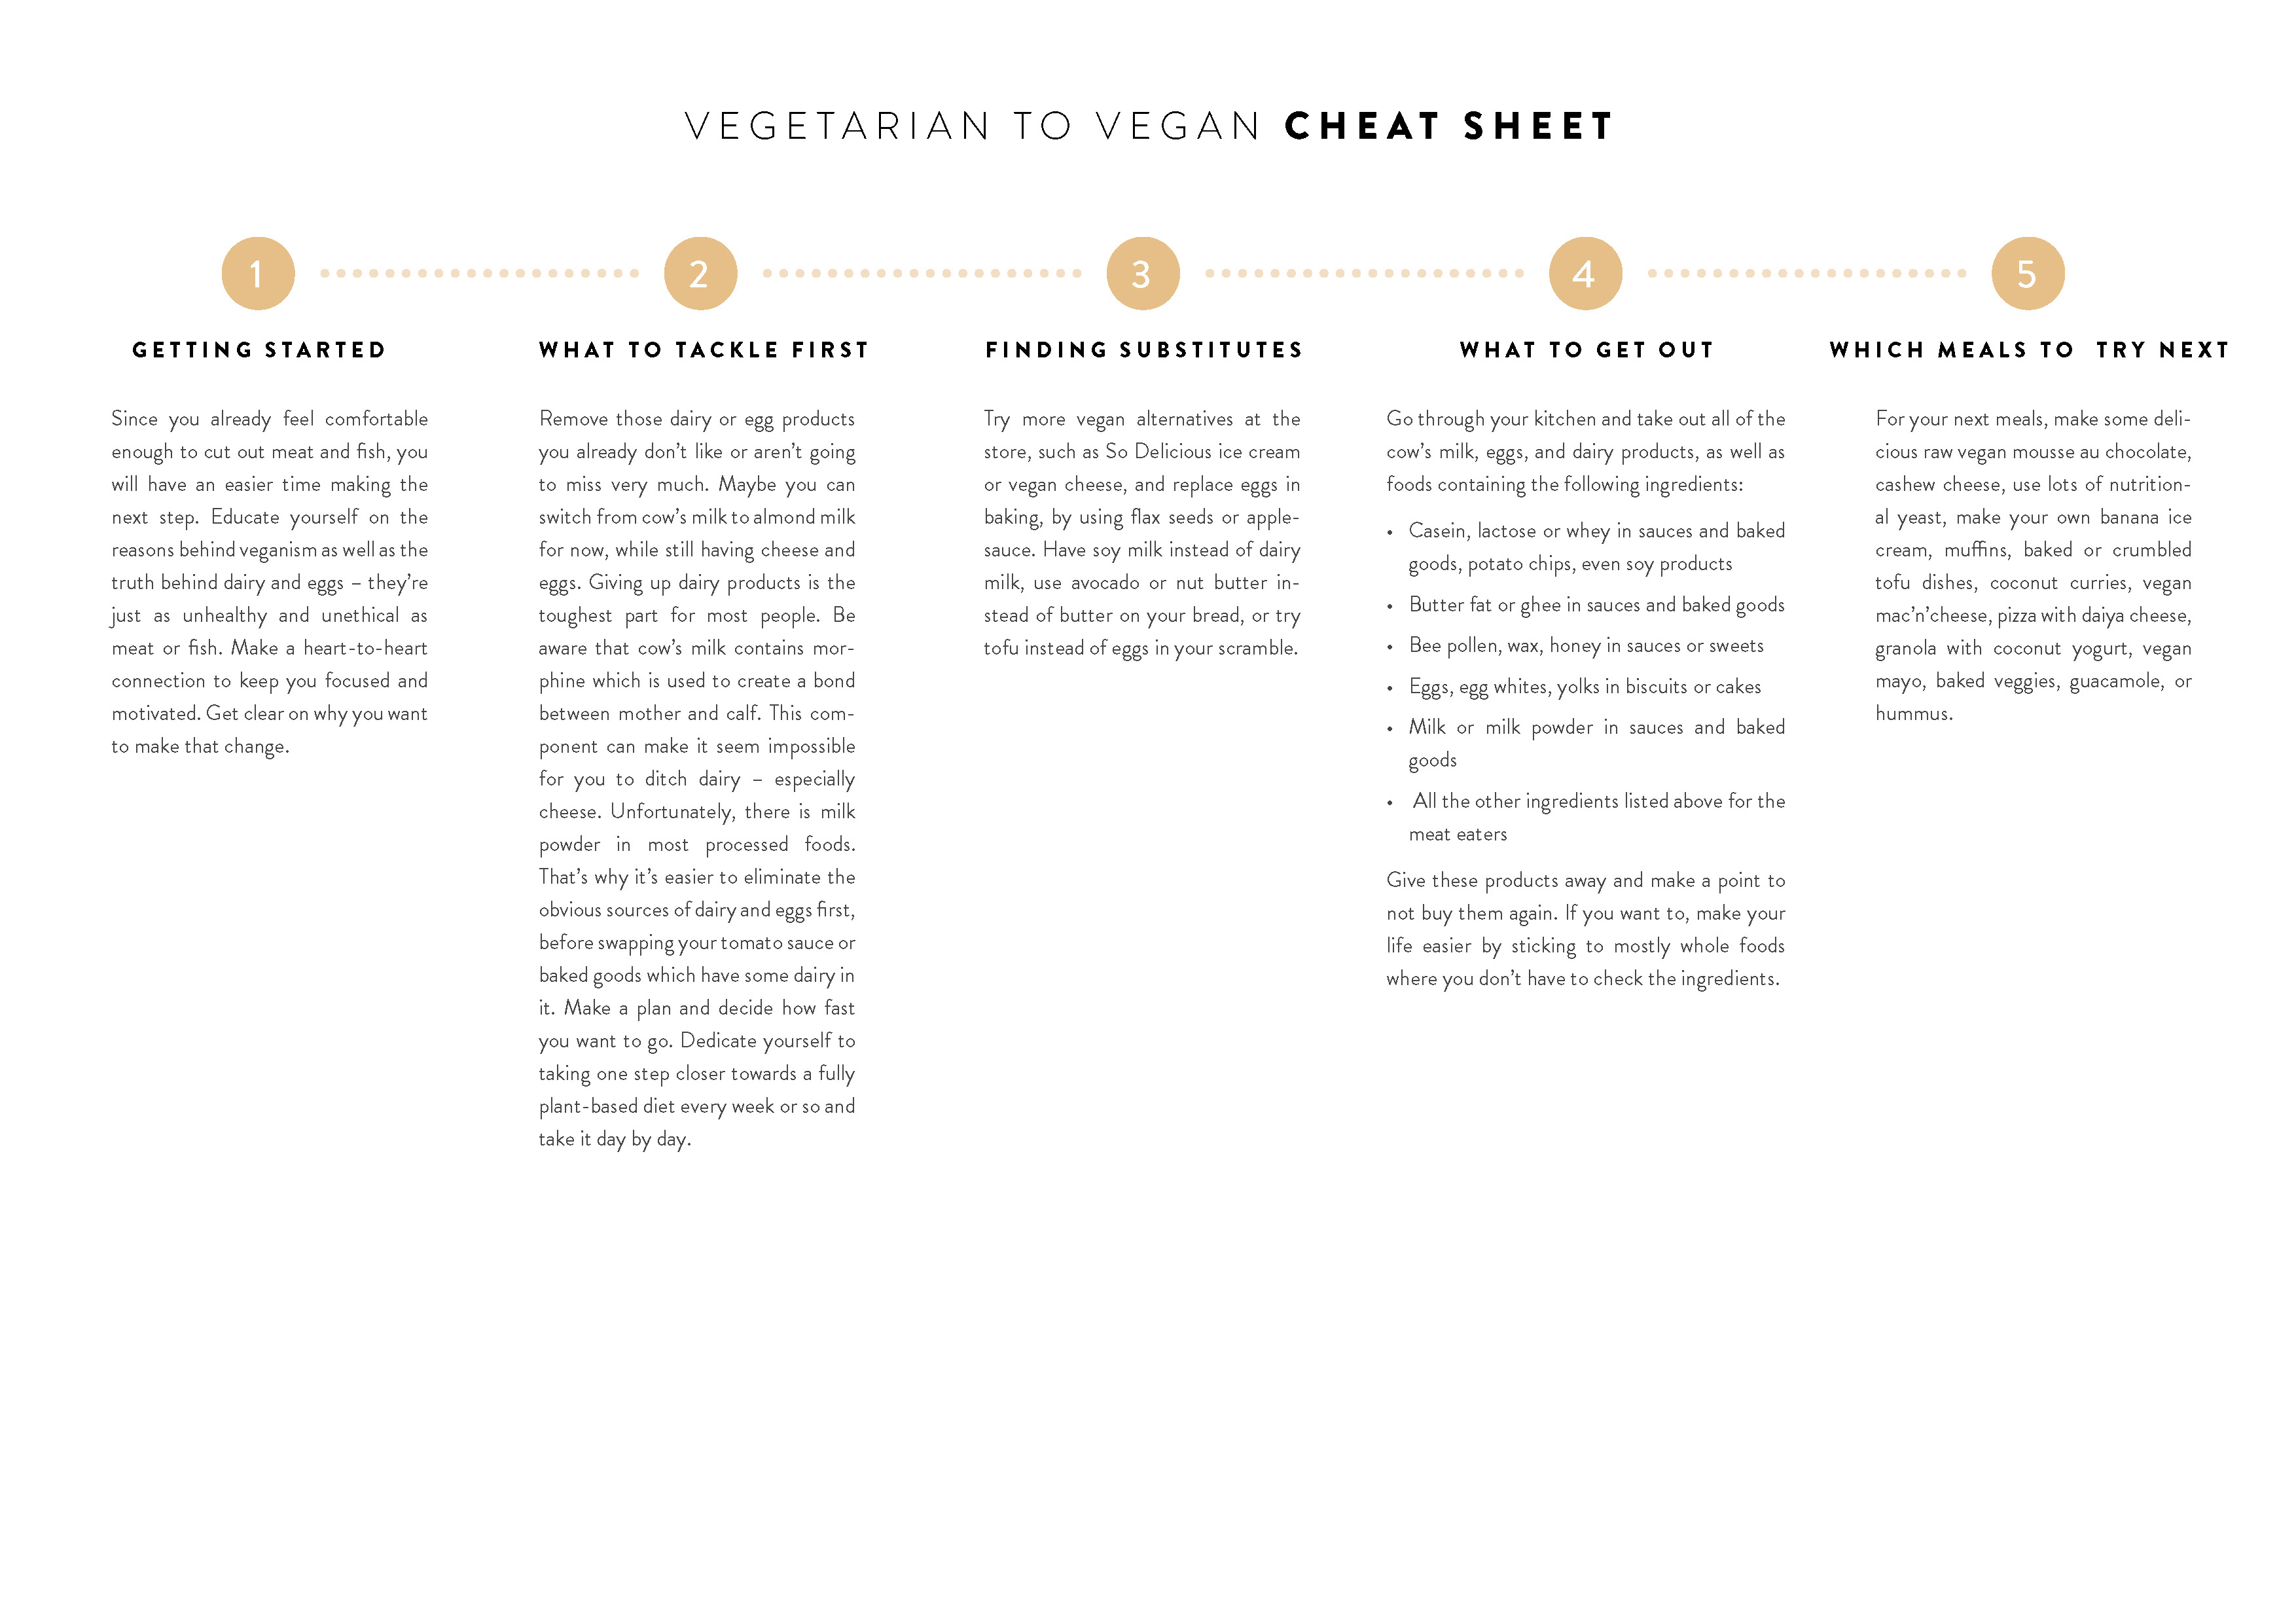 VEGETARIAN TO VEGAN CHEAT SHEET
1
GETTING STARTED
Since you already feel comfortable
enough to cut out meat and fish, you
will have an easier time making the
next step. Educate yourself on the
reasons behind veganism as well as the
truth behind dairy and eggs – they’re
just as unhealthy and unethical as
meat or fish. Make a heart-to-heart
connection to keep you focused and
motivated. Get clear on why you want
to make that change.
2
WHAT TO TACKLE FIRST
Remove those dairy or egg products
you already don’t like or aren’t going
to miss very much. Maybe you can
switch from cow’s milk to almond milk
for now, while still having cheese and
eggs. Giving up dairy products is the
toughest part for most people. Be
aware that cow’s milk contains mor-
phine which is used to create a bond
between mother and calf. This com-
ponent can make it seem impossible
for you to ditch dairy – especially
cheese. Unfortunately, there is milk
powder in most processed foods.
That’s why it’s easier to eliminate the
obvious sources of dairy and eggs first,
before swapping your tomato sauce or
baked goods which have some dairy in
it. Make a plan and decide how fast
you want to go. Dedicate yourself to
taking one step closer towards a fully
plant-based diet every week or so and
take it day by day.
3
FINDING SUBSTITUTES
Try more vegan alternatives at the
store, such as So Delicious ice cream
or vegan cheese, and replace eggs in
baking, by using flax seeds or apple-
sauce. Have soy milk instead of dairy
milk, use avocado or nut butter in-
stead of butter on your bread, or try
tofu instead of eggs in your scramble.
4
WHAT TO GET OUT
Go through your kitchen and take out all of the
cow’s milk, eggs, and dairy products, as well as
foods containing the following ingredients:
• Casein, lactose or whey in sauces and baked
goods, potato chips, even soy products
• Butter fat or ghee in sauces and baked goods
• Bee pollen, wax, honey in sauces or sweets
• Eggs, egg whites, yolks in biscuits or cakes
• Milk or milk powder in sauces and baked
goods
• All the other ingredients listed above for the
meat eaters
Give these products away and make a point to
not buy them again. If you want to, make your
life easier by sticking to mostly whole foods
where you don’t have to check the ingredients.
5
WHICH MEALS TO TRY NEXT
For your next meals, make some deli-
cious raw vegan mousse au chocolate,
cashew cheese, use lots of nutrition-
al yeast, make your own banana ice
cream, muffins, baked or crumbled
tofu dishes, coconut curries, vegan
mac’n’cheese, pizza with daiya cheese,
granola with coconut yogurt, vegan
mayo, baked veggies, guacamole, or
hummus.